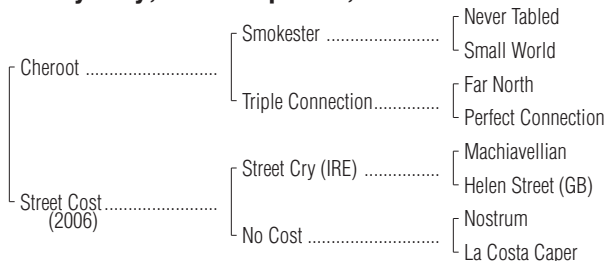 Never Tabled
Smokester ......................
Small World
Cheroot ..........................
Far North
Triple Connection.............
Perfect Connection
Machiavellian
Street Cry (IRE) ...............
Helen Street (GB)
Street Cost......................
(2006)
Nostrum
No Cost ..........................
La Costa Caper